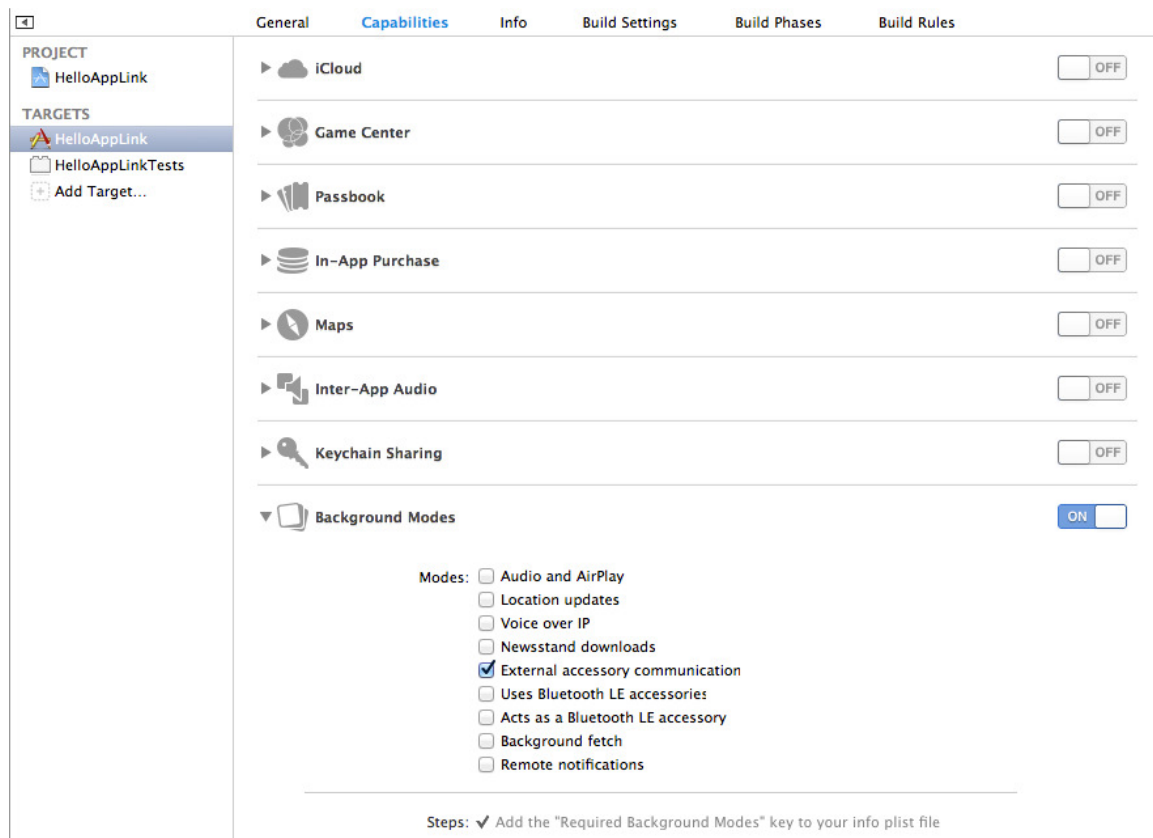 General Capabilities Info Build Settings Build Phases Build Rules
PROJECT
HelloAppLink
TARGETS
HelloAppLink
HelloAppLinkTests
Add Target...
iCloud OFF
Game Center OFF
Passbook OFF
In-App Purchase OFF
Maps OFF
Inter-App Audio OFF
Keychain Sharing OFF
Background Modes ON
Modes: Audio and AirPlay
Location updates
Voice over IP
Newsstand downloads
External accessory communication
Uses Bluetooth LE accessories
Acts as a Bluetooth LE accessory
Background fetch
Remote notifications
Steps: ✓ Add the "Required Background Modes" key to your info plist file